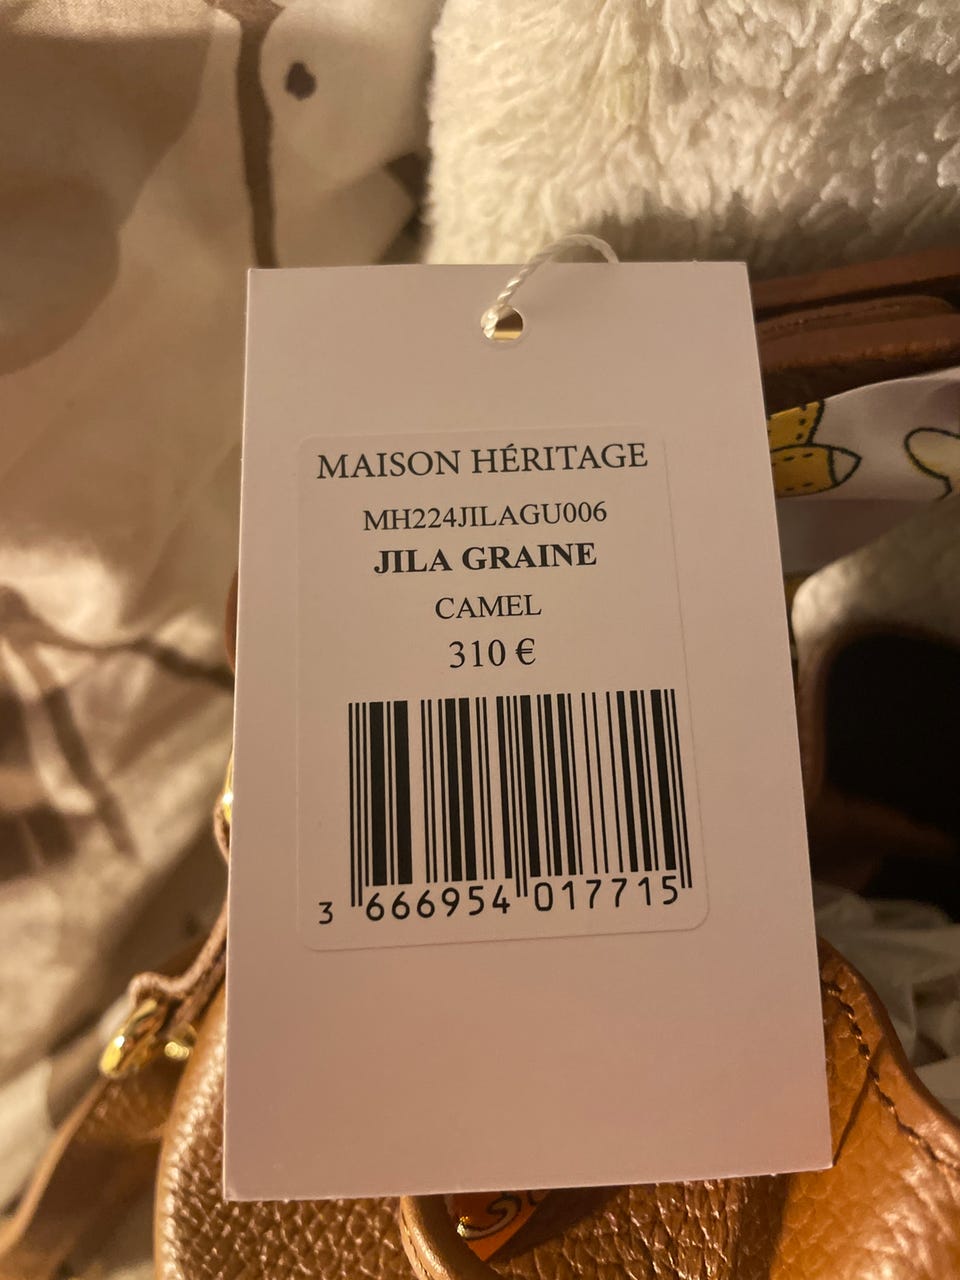 MAISON HÉRITAGE
MH224JILAGU006
JILA GRAINE
CAMEL
310 €
3 666954 017715